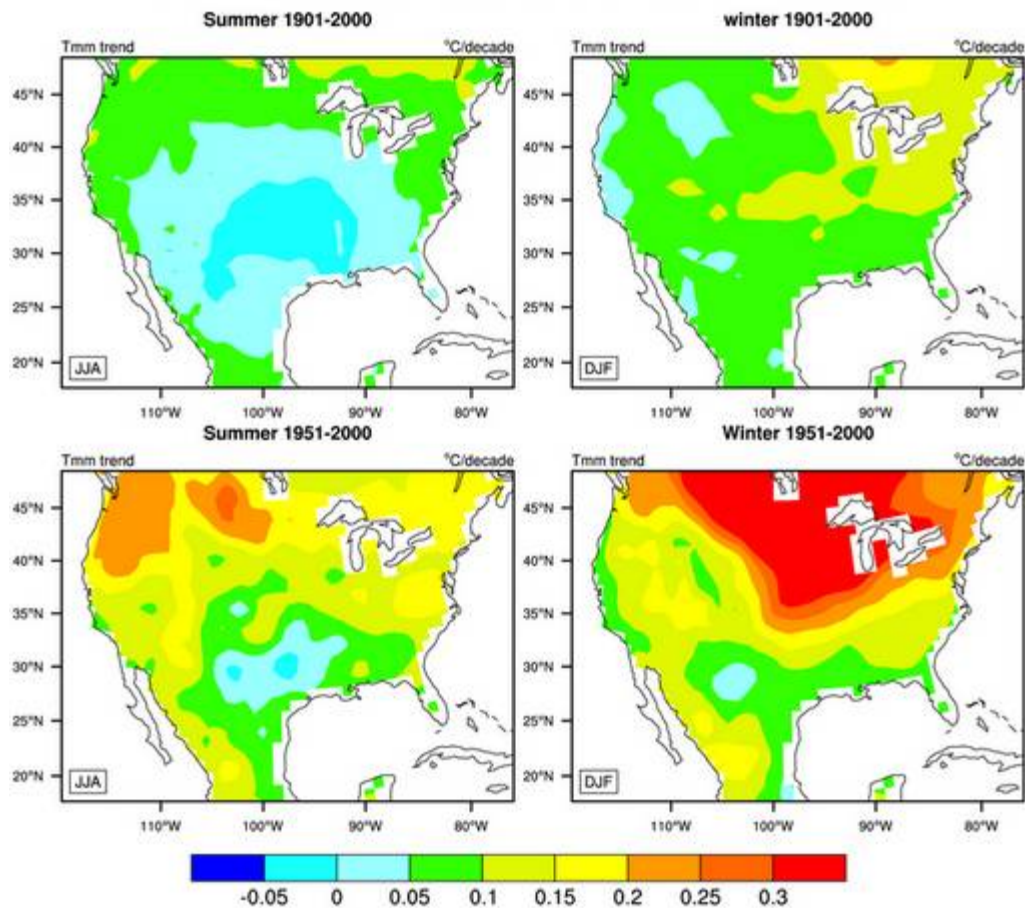 Summer 1901-2000
winter 1901-2000
Tmm trend
°C/decade
Tmm trend
°C/decade
45°N
40°N
35°N
30°N
25°N
20°N
JJA
45°N
40°N
35°N
30°N
25°N
20°N
DJF
110°W 100°W 90°W 80°W
110°W 100°W 90°W 80°W
Summer 1951-2000
Winter 1951-2000
Tmm trend
°C/decade
Tmm trend
°C/decade
45°N
40°N
35°N
30°N
25°N
20°N
JJA
45°N
40°N
35°N
30°N
25°N
20°N
DJF
110°W 100°W 90°W 80°W
110°W 100°W 90°W 80°W
-0.05 0 0.05 0.1 0.15 0.2 0.25 0.3